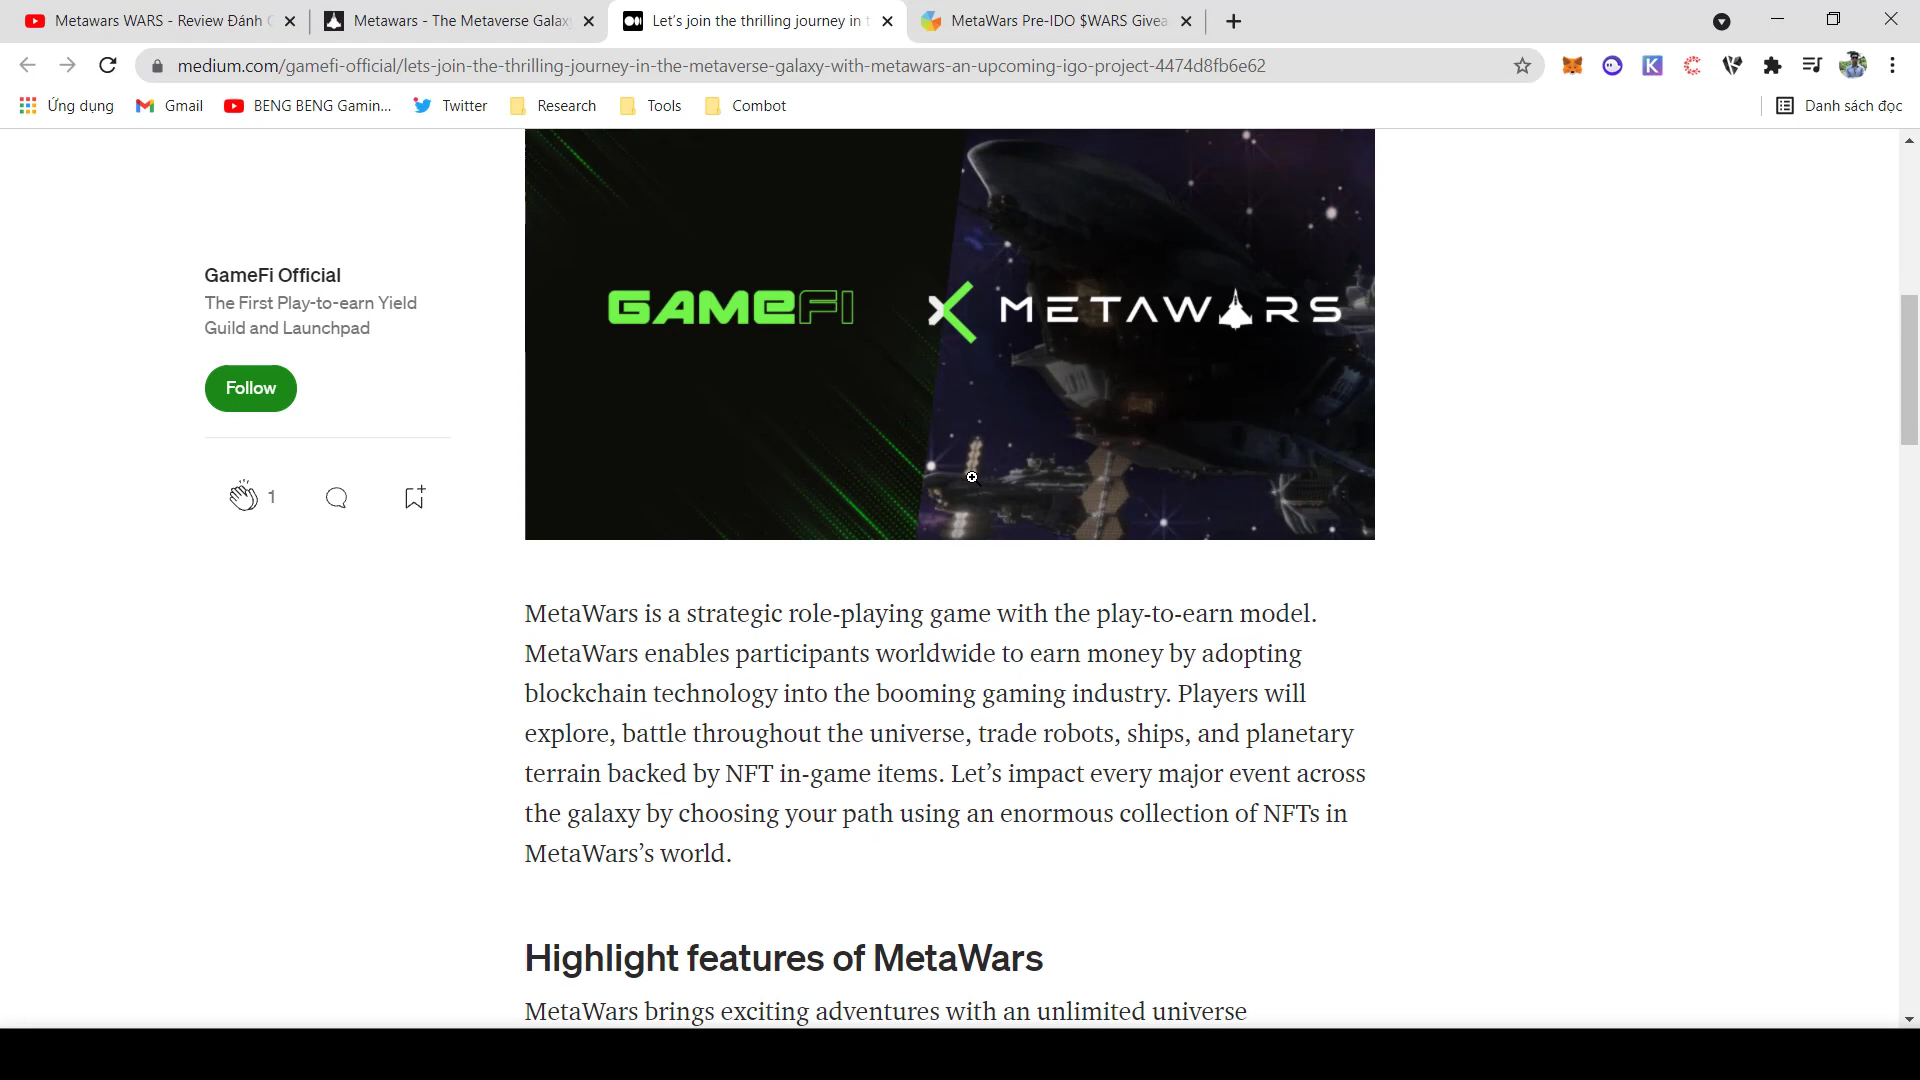 Metawars WARS - Review Đánh
Metawars - The Metaverse Galax
Let's join the thrilling journey in t
MetaWars Pre-IDO $WARS Givea
medium.com/gamefi-official/lets-join-the-thrilling-journey-in-the-metaverse-galaxy-with-metawars-an-upcoming-igo-project-4474d8fb6e62
Ứng dụng
Gmail
BENG BENG Gamin...
Twitter
Research
Tools
Combot
Danh sách đọc
GameFi Official
The First Play-to-earn Yield
Guild and Launchpad
Follow
1
GAMEFI
X METAWARS
MetaWars is a strategic role-playing game with the play-to-earn model.
MetaWars enables participants worldwide to earn money by adopting
blockchain technology into the booming gaming industry. Players will
explore, battle throughout the universe, trade robots, ships, and planetary
terrain backed by NFT in-game items. Let’s impact every major event across
the galaxy by choosing your path using an enormous collection of NFTs in
MetaWars’s world.
Highlight features of MetaWars
MetaWars brings exciting adventures with an unlimited universe